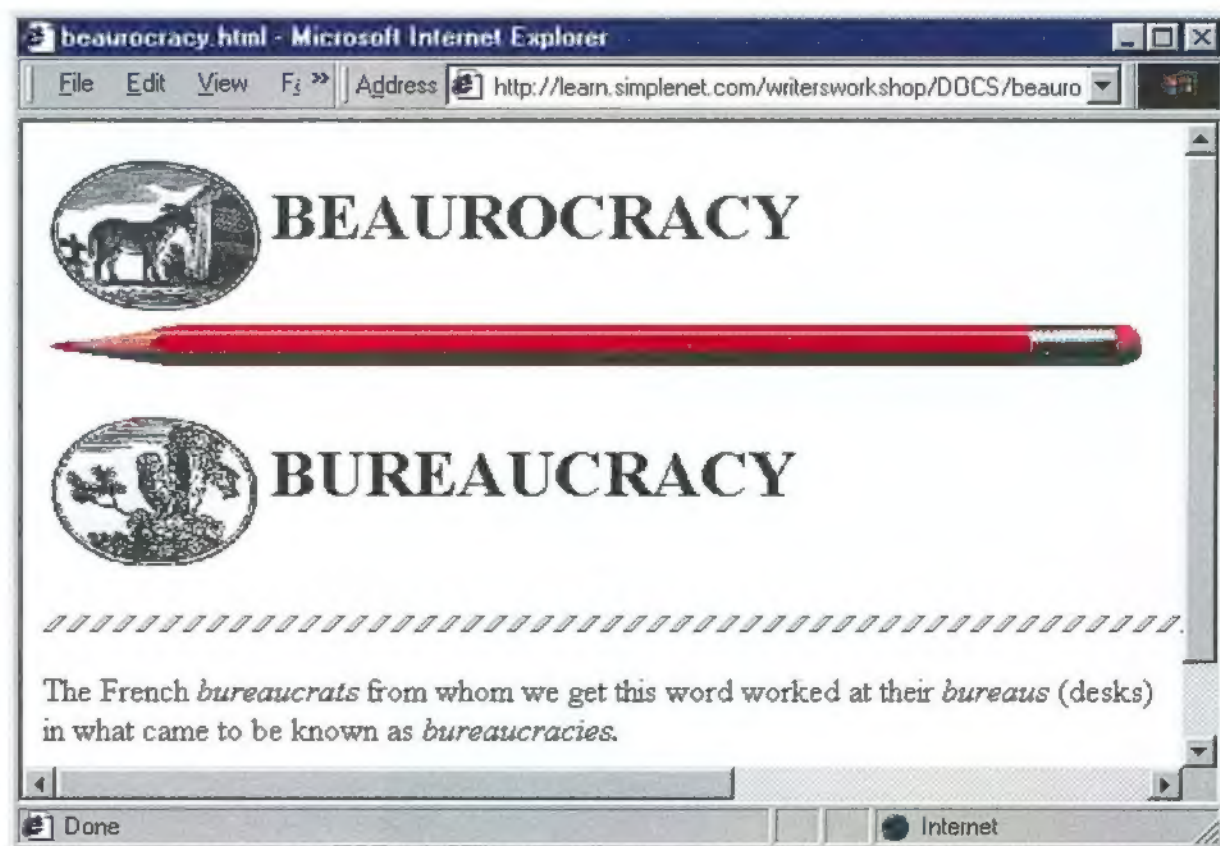 beaurocracy.html - Microsoft Internet Explorer
File Edit View Fa » Address http://learn.simplenet.com/writersworkshop/DOCS/beauro
BEAUROCRACY
BUREAUCRACY
The French bureaucrats from whom we get this word worked at their bureaus (desks)
in what came to be known as bureaucracies.
Done Internet